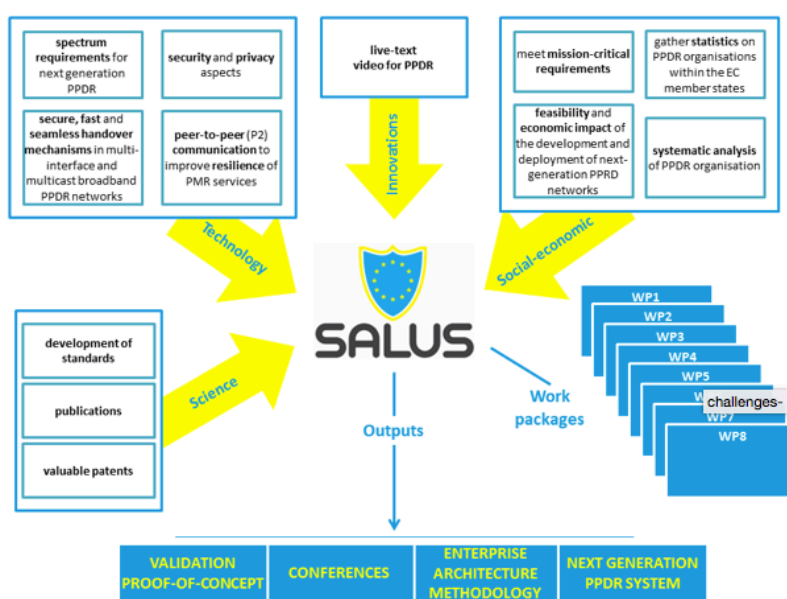 spectrum
requirements for
next generation
PPDR
security and privacy
aspects
secure, fast and
seamless handover
mechanisms in multi-
interface and
multicast broadband
PPDR networks
peer-to-peer (P2)
communication to
improve resilience of
PMR services
Technology
live-text
video for PPDR
Innovations
meet mission-critical
requirements
gather statistics on
PPDR organisations
within the EC
member states
feasibility and
economic impact of
the development and
deployment of next-
generation PPRD
networks
systematic analysis
of PPDR organisation
Social-economic
development of
standards
publications
valuable patents
Science
SALUS
Outputs
Work
packages
WP1
WP2
WP3
WP4
WP5
challenges-
WP7
WP8
VALIDATION
PROOF-OF-CONCEPT
CONFERENCES
ENTERPRISE
ARCHITECTURE
METHODOLOGY
NEXT GENERATION
PPDR SYSTEM